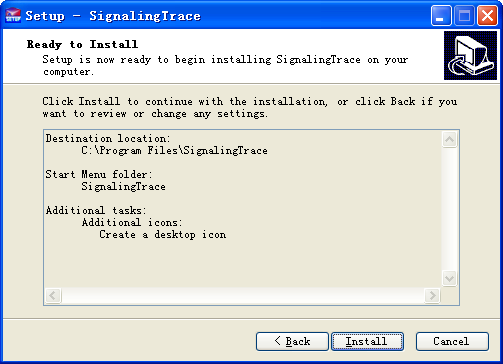 Setup - SignalingTrace
Ready to Install
Setup is now ready to begin installing SignalingTrace on your
computer.
Click Install to continue with the installation, or click Back if you
want to review or change any settings.
Destination location:
C:\Program Files\SignalingTrace
Start Menu folder:
SignalingTrace
Additional tasks:
Additional icons:
Create a desktop icon
< Back
Install
Cancel